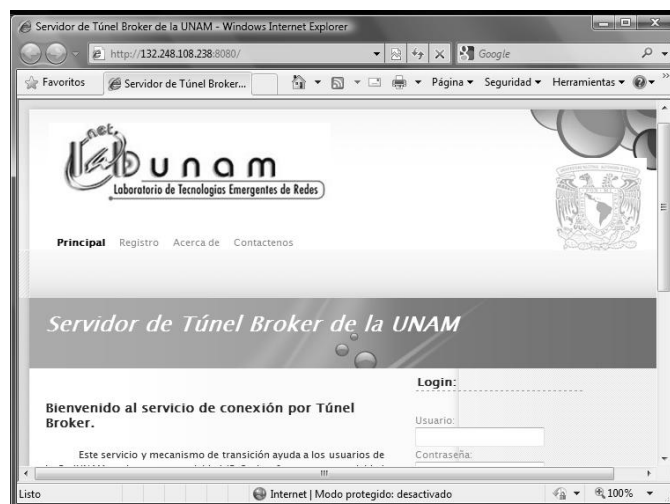 Servidor de Túnel Broker de la UNAM - Windows Internet Explorer
http://132.248.108.238:8080/
Google
Favoritos
Servidor de Túnel Broker...
Página
Seguridad
Herramientas
net.
lab unam
Laboratorio de Tecnologías Emergentes de Redes
Principal Registro Acerca de Contactenos
Servidor de Túnel Broker de la UNAM
Login:
Bienvenido al servicio de conexión por Túnel
Broker.
Usuario:
Este servicio y mecanismo de transición ayuda a los usuarios de
Contraseña:
Listo
Internet | Modo protegido: desactivado
100%